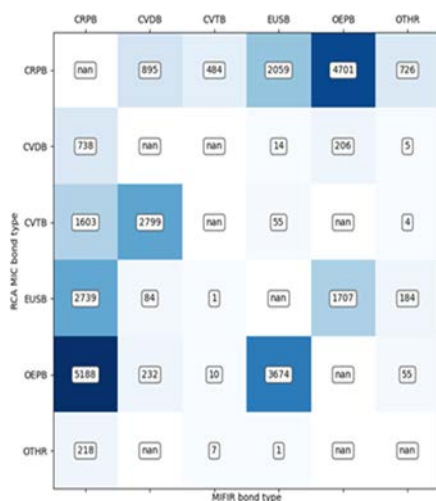 CRPB CVDB CVTB EUSB OEPB OTHR
CRPB nan 895 484 2059 4701 726
CVDB 738 nan nan 14 206 5
CVTB 1603 2799 nan 55 nan 4
EUSB 2739 84 1 nan 1707 184
OEPB 5188 232 10 3674 nan 55
OTHR 218 nan 7 1 nan nan
RCA MIC bond type
MIFIR bond type